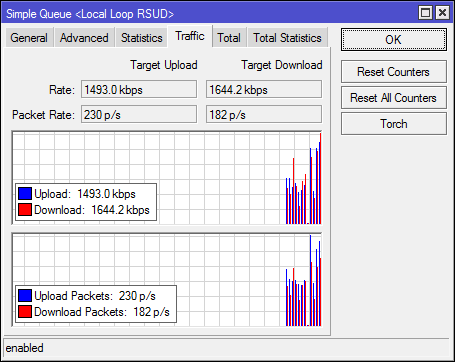 Simple Queue <Local Loop RSUD>
General Advanced Statistics Traffic Total Total Statistics
OK
Target Upload Target Download
Rate: 1493.0 kbps 1644.2 kbps
Reset Counters
Packet Rate: 230 p/s 182 p/s
Reset All Counters
Torch
Upload: 1493.0 kbps
Download: 1644.2 kbps
Upload Packets: 230 p/s
Download Packets: 182 p/s
enabled